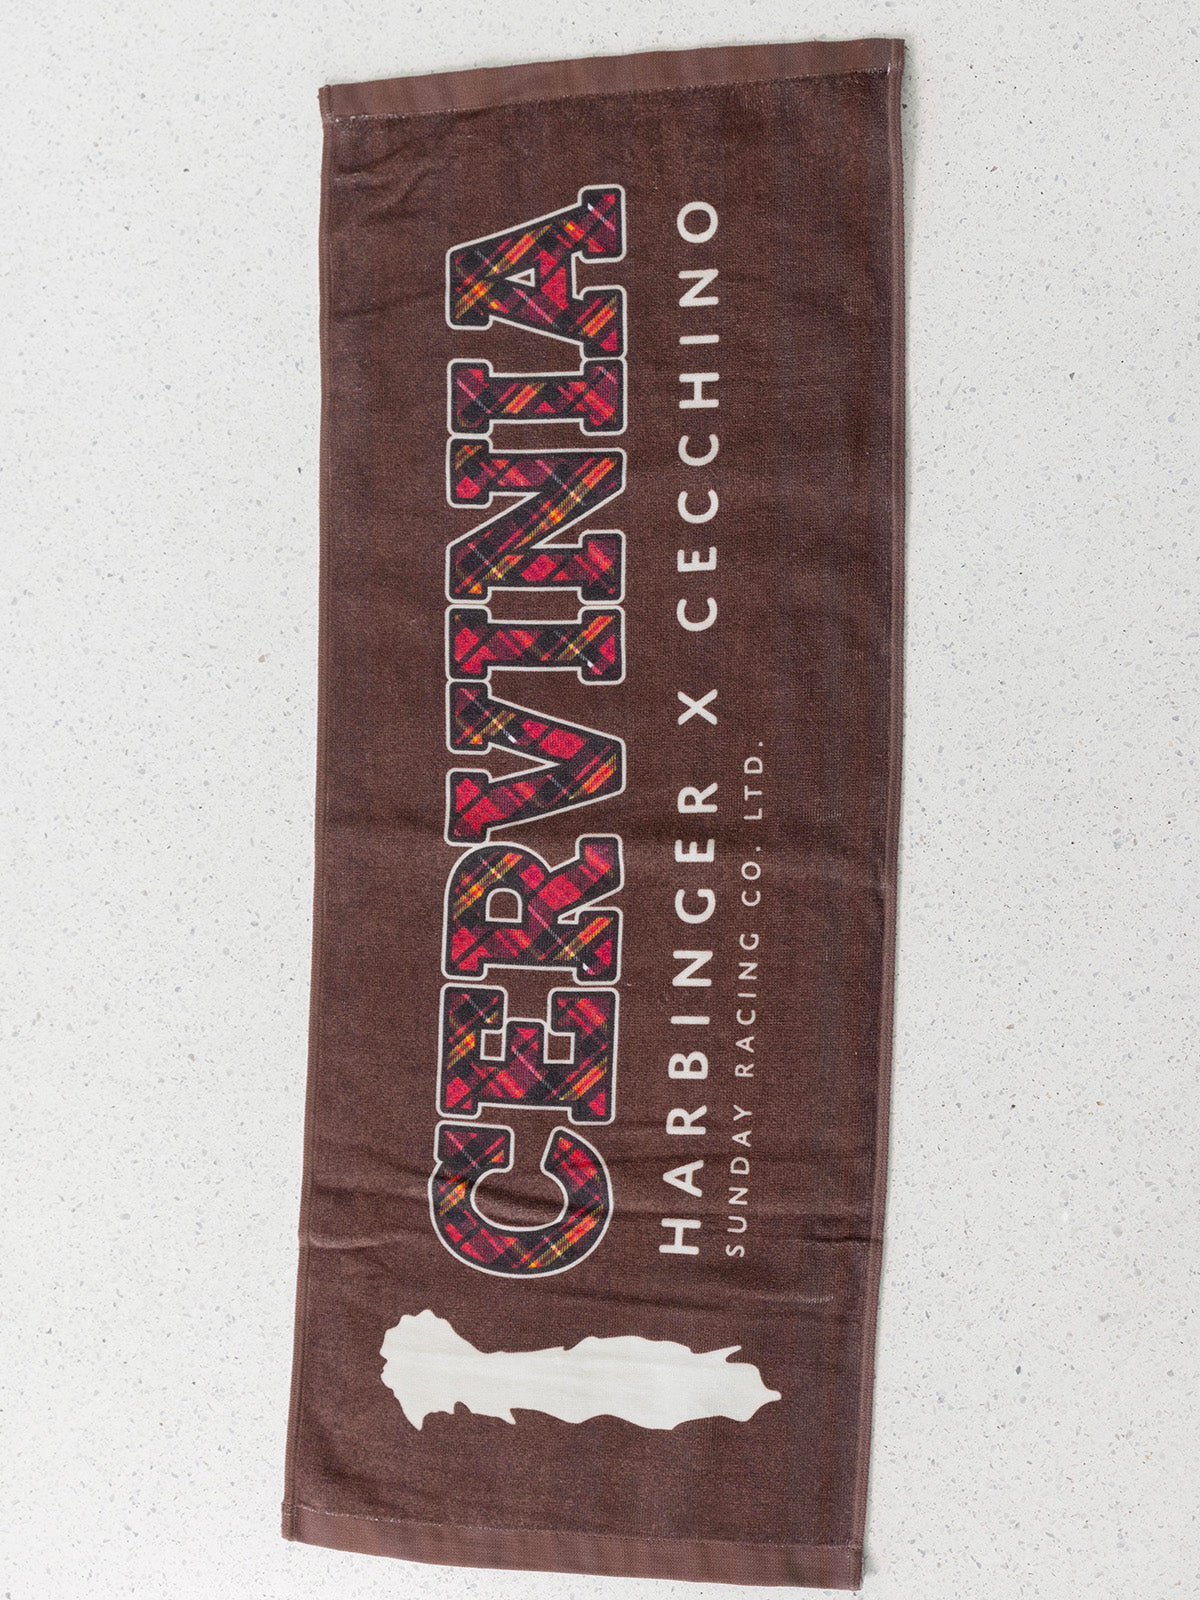 CERVINIA
HARBINGER X CECCHINO
SUNDAY RACING CO. LTD.